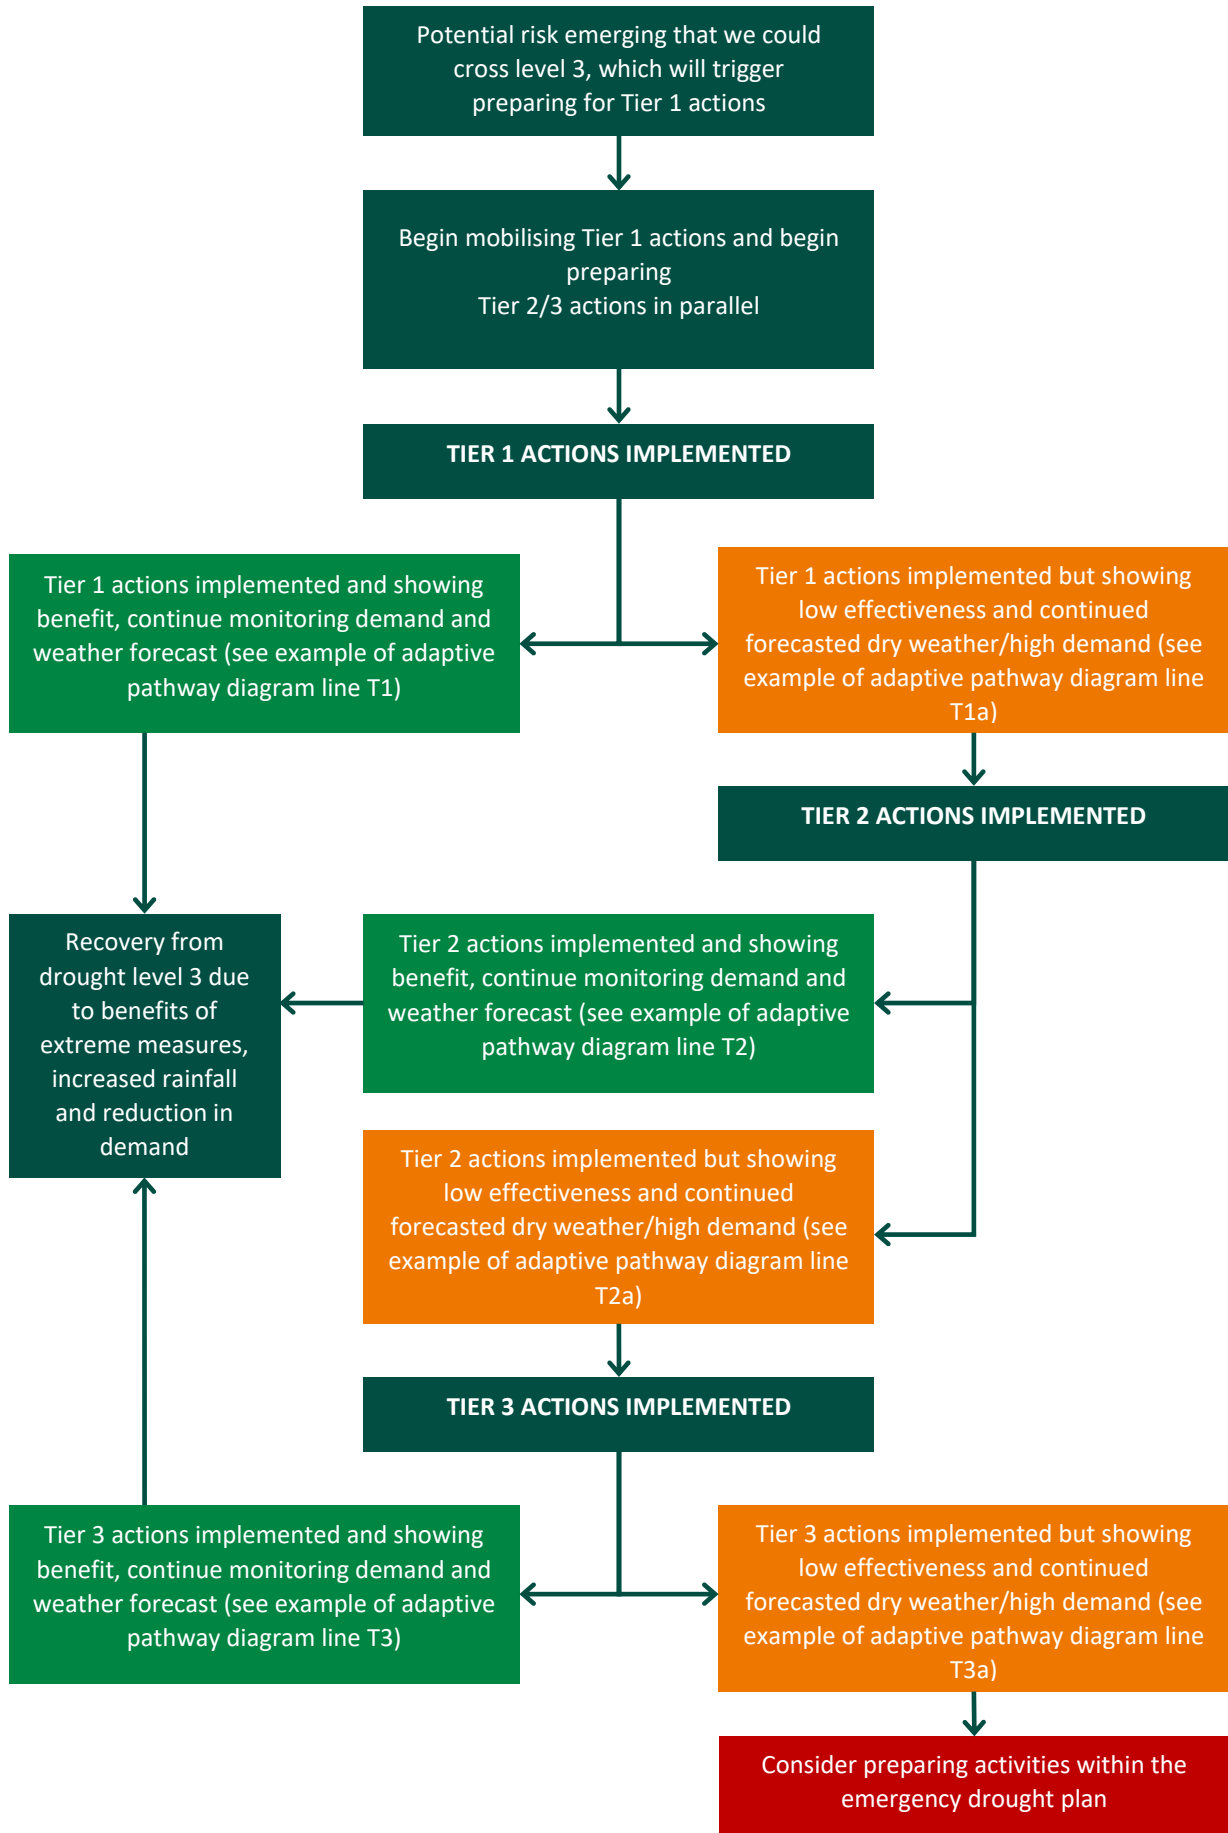 Potential risk emerging that we could
cross level 3, which will trigger
preparing for Tier 1 actions
Begin mobilising Tier 1 actions and begin
preparing
Tier 2/3 actions in parallel
TIER 1 ACTIONS IMPLEMENTED
Tier 1 actions implemented and showing
benefit, continue monitoring demand and
weather forecast (see example of adaptive
pathway diagram line T1)
Tier 1 actions implemented but showing
low effectiveness and continued
forecasted dry weather/high demand (see
example of adaptive pathway diagram line
T1a)
TIER 2 ACTIONS IMPLEMENTED
Recovery from
drought level 3 due
to benefits of
extreme measures,
increased rainfall
and reduction in
demand
Tier 2 actions implemented and showing
benefit, continue monitoring demand and
weather forecast (see example of adaptive
pathway diagram line T2)
Tier 2 actions implemented but showing
low effectiveness and continued
forecasted dry weather/high demand (see
example of adaptive pathway diagram line
T2a)
TIER 3 ACTIONS IMPLEMENTED
Tier 3 actions implemented and showing
benefit, continue monitoring demand and
weather forecast (see example of adaptive
pathway diagram line T3)
Tier 3 actions implemented but showing
low effectiveness and continued
forecasted dry weather/high demand (see
example of adaptive pathway diagram line
T3a)
Consider preparing activities within the
emergency drought plan